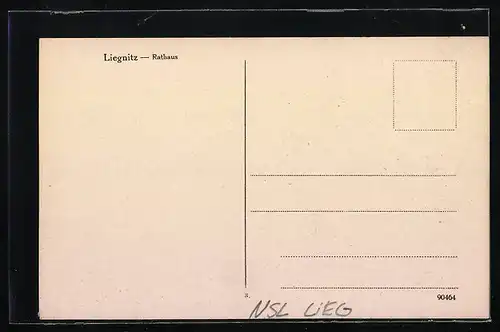 Liegnitz — Rathaus
90464
NSL LiEG